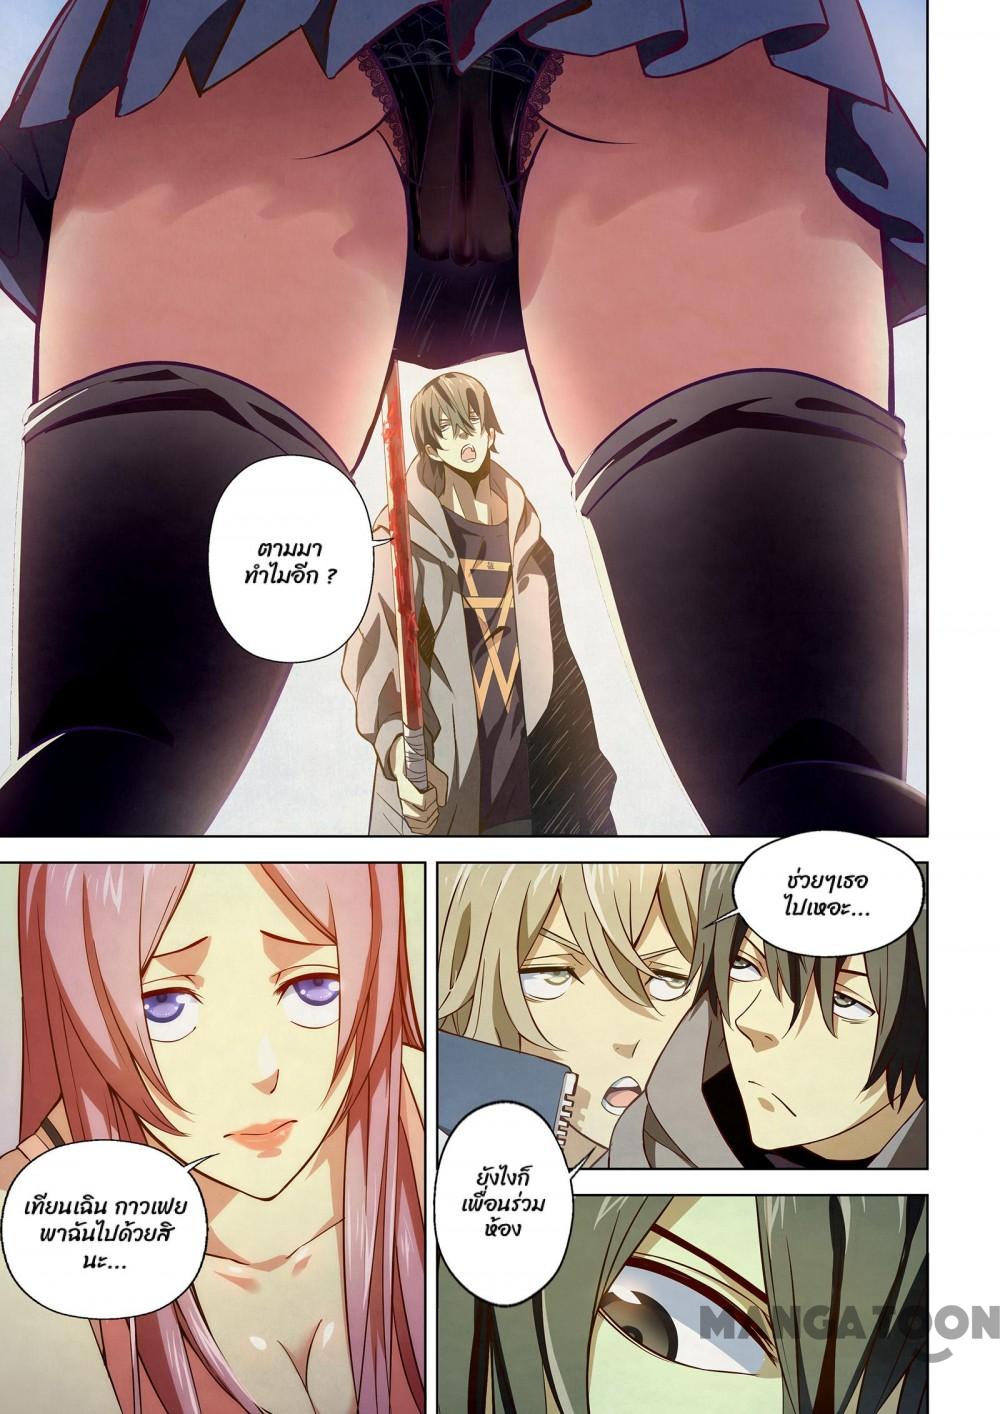 ตามมา
ทำไมอีก ?
ช่วยๆเธอ
ไปเหอะ...
ยังไงก็
เพื่อนร่วม
ห้อง
เทียนเฉิน กาวเฟย
พาฉันไปด้วยสิ
นะ...
MANGATOON